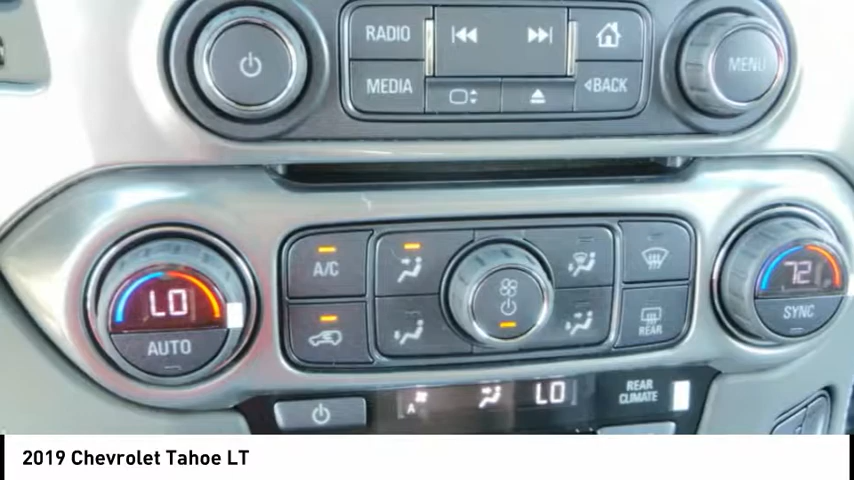 RADIO
MEDIA
◁BACK
MENU
A/C
LO
AUTO
REAR
72
SYNC
A
LO
REAR
CLIMATE
2019 Chevrolet Tahoe LT